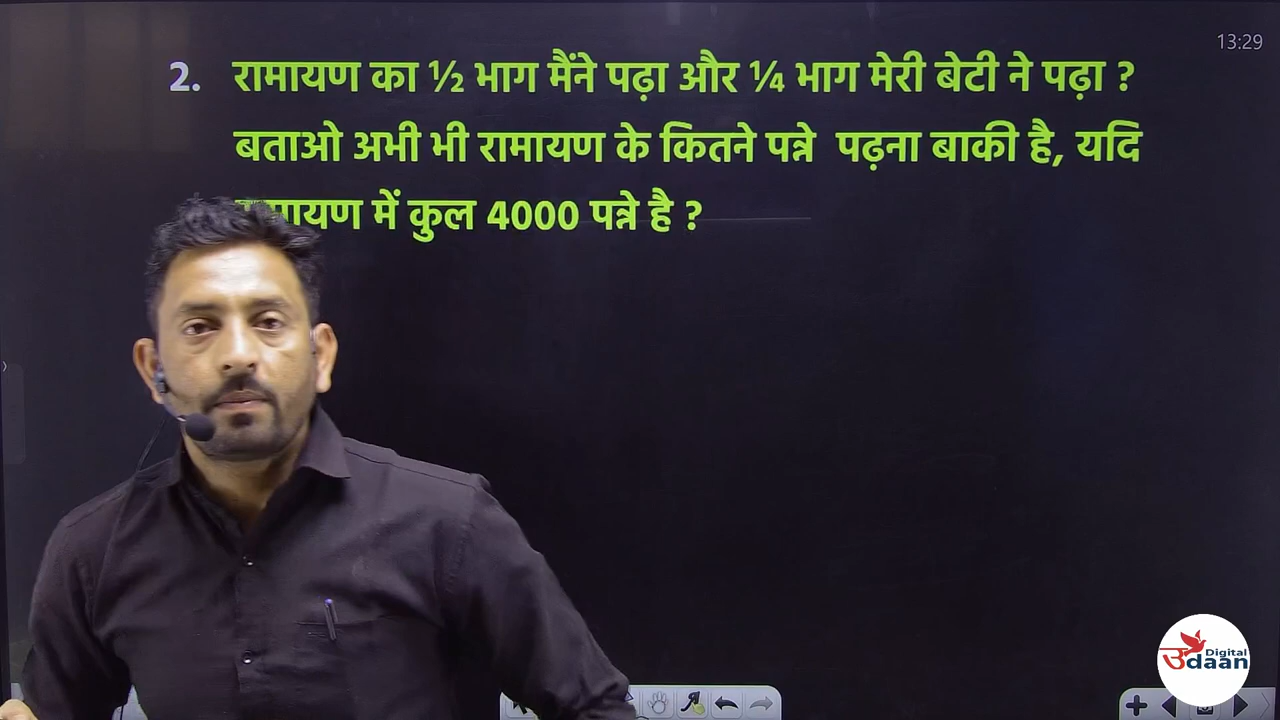 13:29
2. रामायण का ½ भाग मैंने पढ़ा और ¼ भाग मेरी बेटी ने पढ़ा ?
बताओ अभी भी रामायण के कितने पन्ने पढ़ना बाकी है, यदि
में कुल 4000 पन्ने है ?
Digital
उdaan